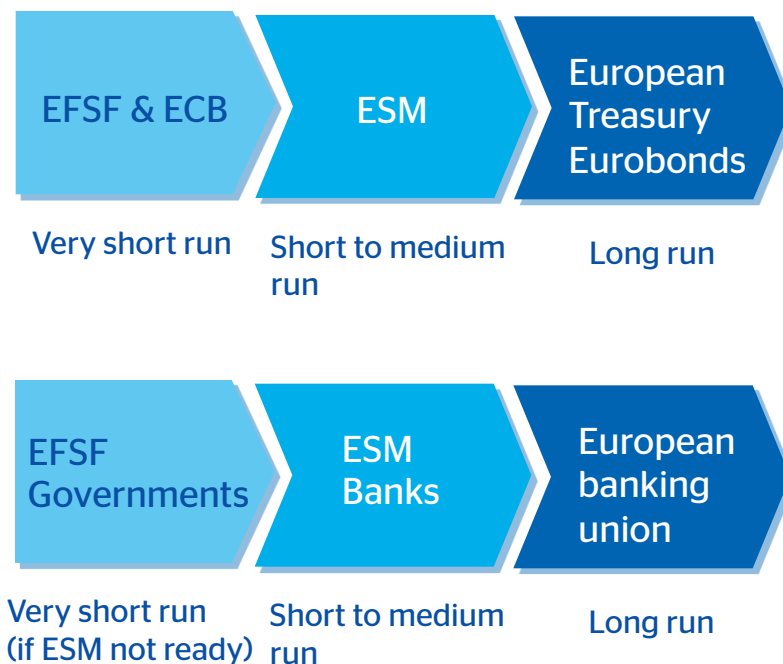 EFSF & ECB
ESM
European
Treasury
Eurobonds
Very short run
Short to medium
run
Long run
EFSF
Governments
ESM
Banks
European
banking
union
Very short run
(if ESM not ready)
Short to medium
run
Long run